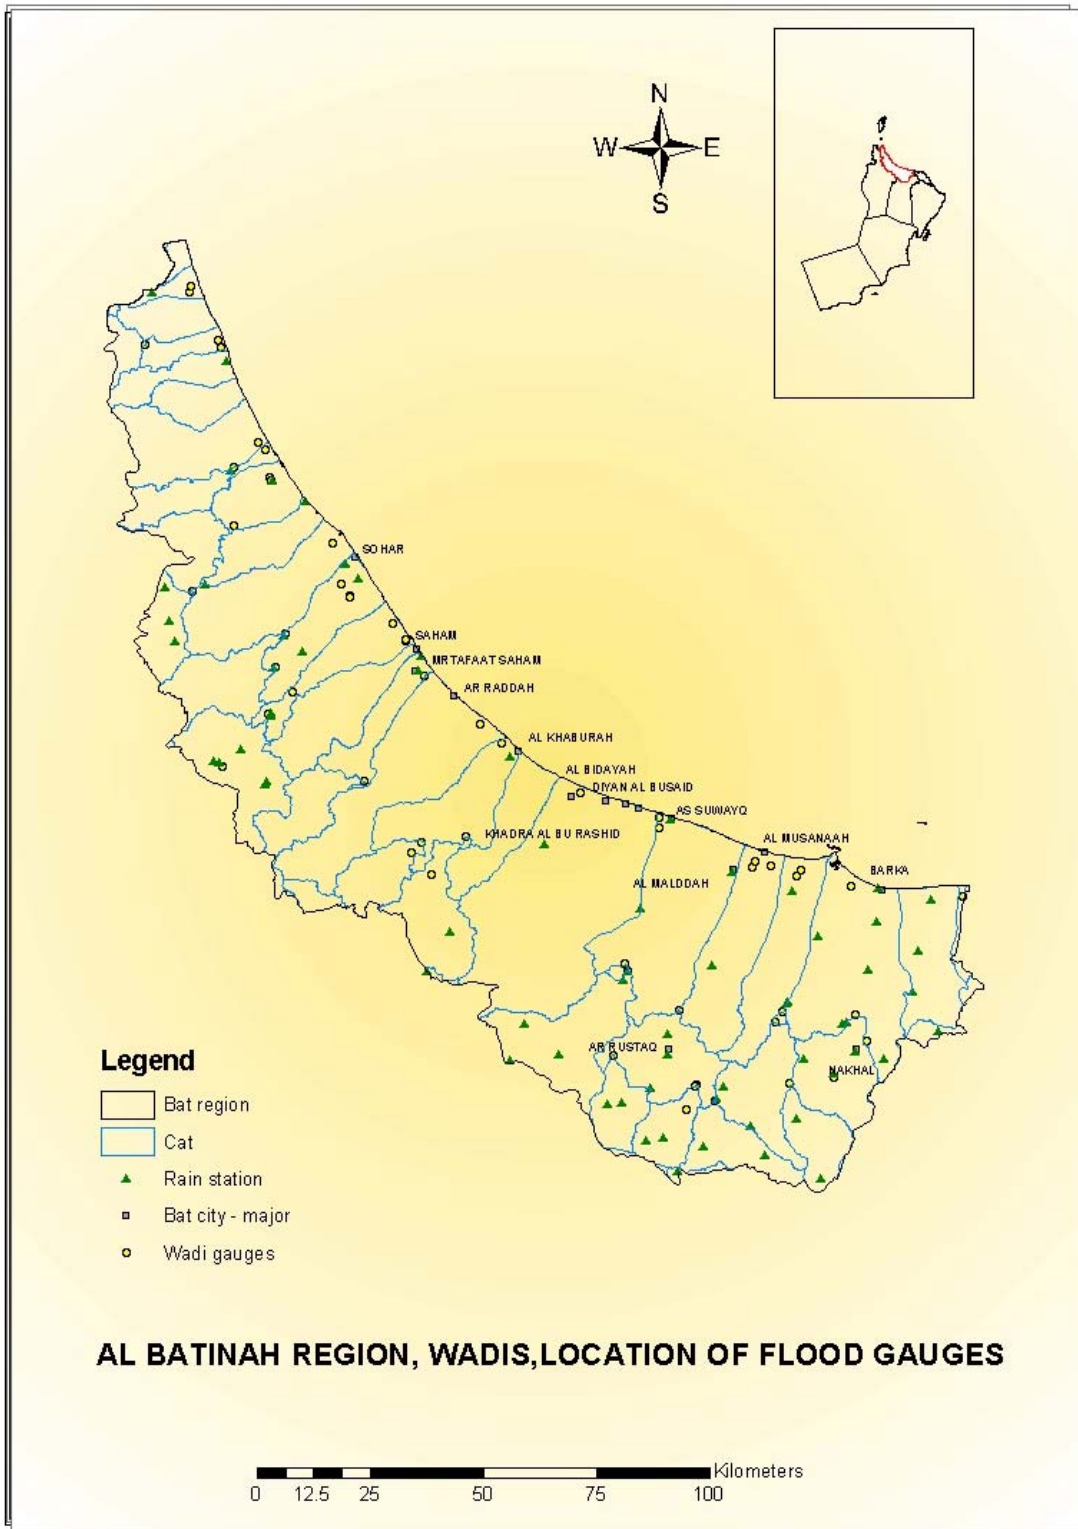 N
W E
S
SOHAR
SAHAM
MRTAFAAT SAHAM
AR RADDAH
AL KHABURAH
AL BIDAYAH
DIYAN AL BUSAID
AS SUWAYQ
KHADRA AL BU RASHID
AL MUSANAAH
AL MALDDAH
BARKA
AR RUSTAQ
NAKHAL
Legend
Bat region
Cat
Rain station
Bat city - major
Wadi gauges
AL BATINAH REGION, WADIS,LOCATION OF FLOOD GAUGES
Kilometers
0 12.5 25 50 75 100